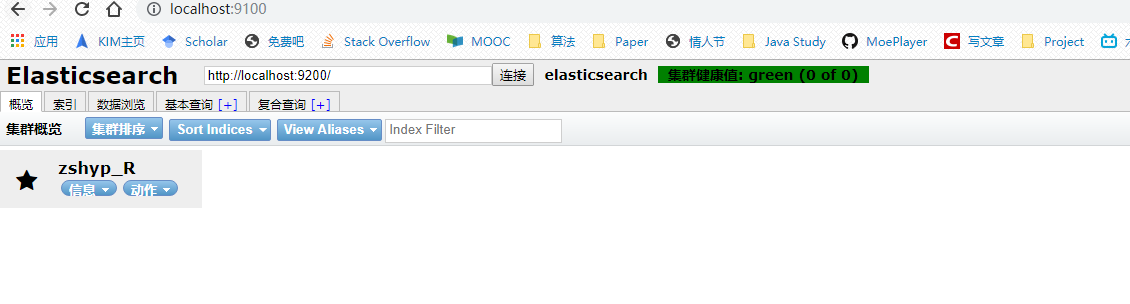 localhost:9100
应用 KIM主页 Scholar 免费吧 Stack Overflow MOOC 算法 Paper 情人节 Java Study MoePlayer 写文章 Project
Elasticsearch http://localhost:9200/ 连接 elasticsearch 集群健康值: green (0 of 0)
概览 索引 数据浏览 基本查询 [+] 复合查询 [+]
集群概览 集群排序 Sort Indices View Aliases Index Filter
zshyp_R
信息 动作